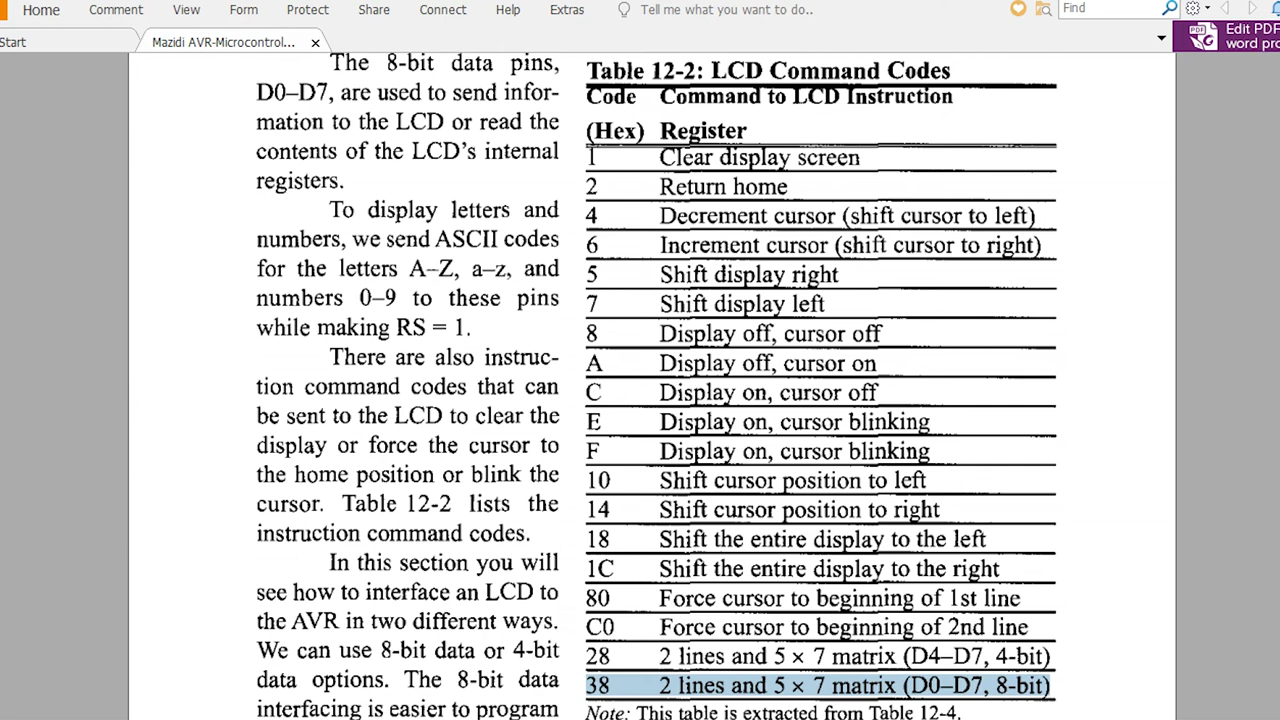 Home Comment View Form Protect Share Connect Help Extras Tell me what you want to do.. Find
Start Mazidi AVR-Microcontrol... × Edit PDF
word pro
The 8-bit data pins,
D0–D7, are used to send infor-
mation to the LCD or read the
contents of the LCD's internal
registers.
To display letters and
numbers, we send ASCII codes
for the letters A–Z, a–z, and
numbers 0–9 to these pins
while making RS = 1.
There are also instruc-
tion command codes that can
be sent to the LCD to clear the
display or force the cursor to
the home position or blink the
cursor. Table 12-2 lists the
instruction command codes.
In this section you will
see how to interface an LCD to
the AVR in two different ways.
We can use 8-bit data or 4-bit
data options. The 8-bit data
interfacing is easier to program
Table 12-2: LCD Command Codes
Code Command to LCD Instruction
(Hex) Register
1 Clear display screen
2 Return home
4 Decrement cursor (shift cursor to left)
6 Increment cursor (shift cursor to right)
5 Shift display right
7 Shift display left
8 Display off, cursor off
A Display off, cursor on
C Display on, cursor off
E Display on, cursor blinking
F Display on, cursor blinking
10 Shift cursor position to left
14 Shift cursor position to right
18 Shift the entire display to the left
1C Shift the entire display to the right
80 Force cursor to beginning of 1st line
C0 Force cursor to beginning of 2nd line
28 2 lines and 5 × 7 matrix (D4–D7, 4-bit)
38 2 lines and 5 × 7 matrix (D0–D7, 8-bit)
Note: This table is extracted from Table 12-4.